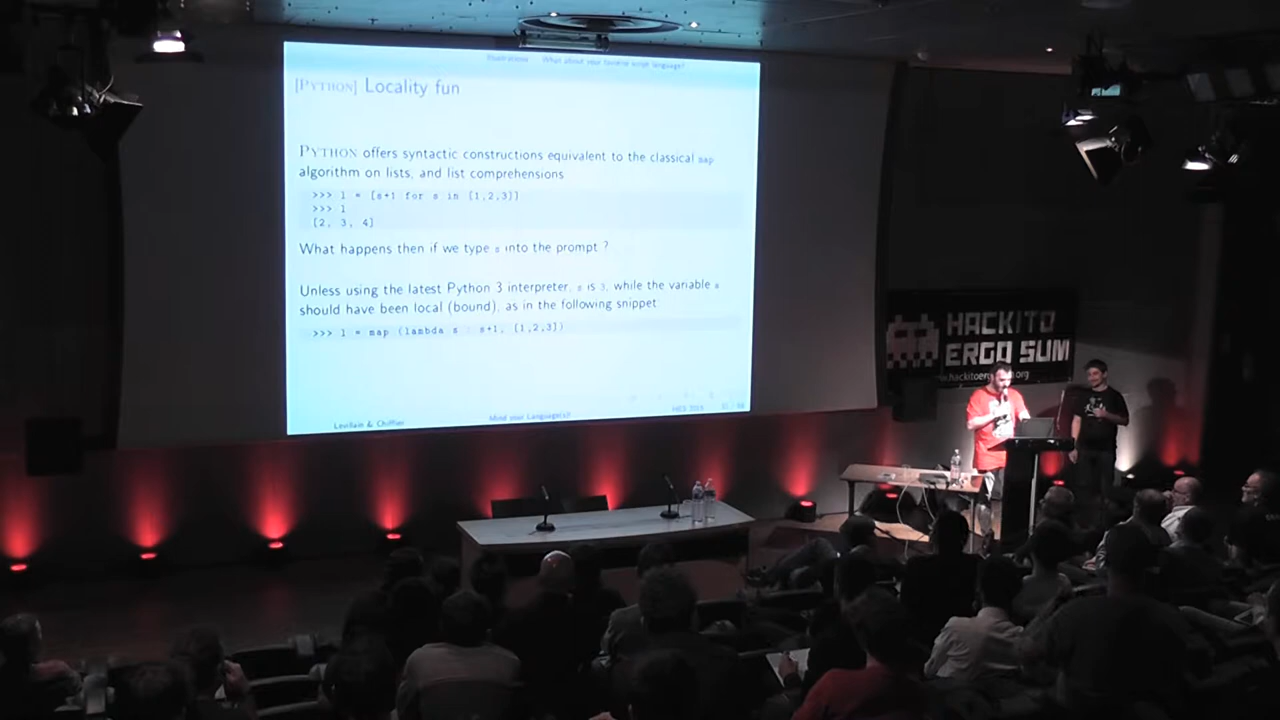 Illustrations What about your favorite script language?
[PYTHON] Locality fun
PYTHON offers syntactic constructions equivalent to the classical map
algorithm on lists, and list comprehensions
>>> l = [s+1 for s in [1,2,3]]
>>> l
[2, 3, 4]
What happens then if we type s into the prompt ?
Unless using the latest Python 3 interpreter, s is 3, while the variable s
should have been local (bound), as in the following snippet
>>> l = map (lambda s : s+1, [1,2,3])
Levillain & Chifflier
Mind your Language(s)!
HES 2015
HACKITO
ERGO SUM